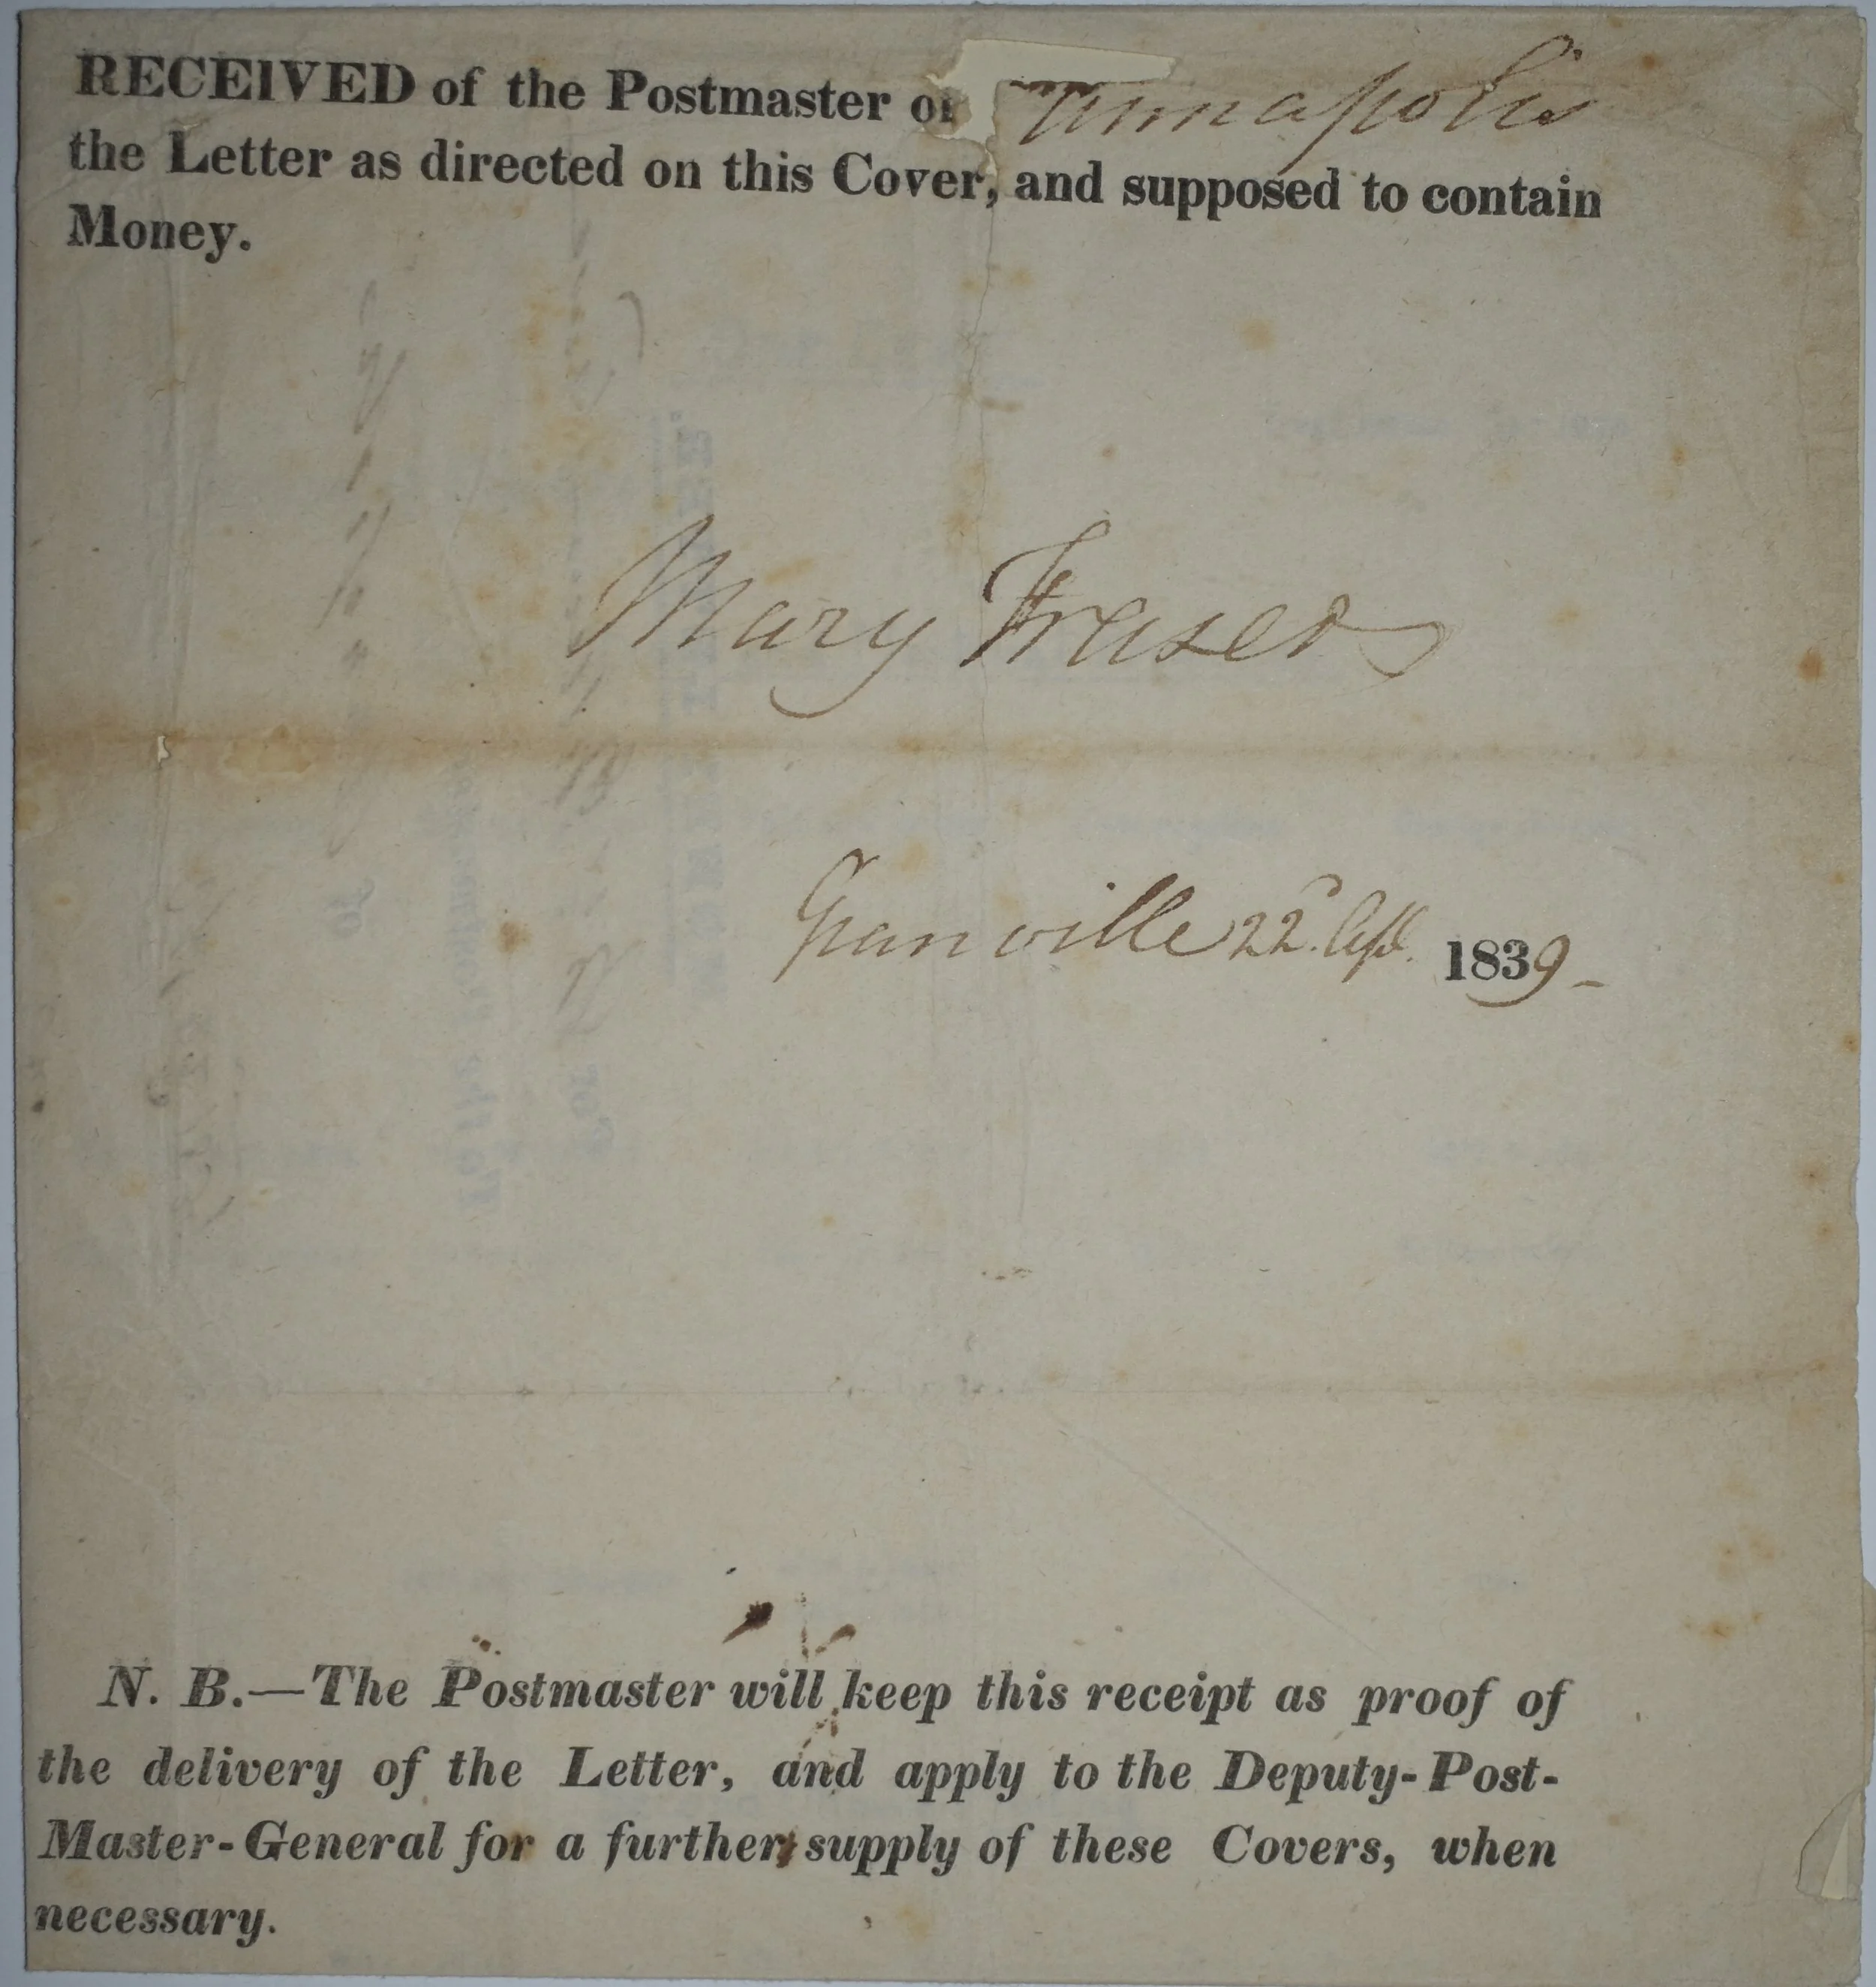 RECEIVED of the Postmaster of Annapolis
the Letter as directed on this Cover, and supposed to contain
Money.
Mary Fraser
Granville 22d. Apl. 1839-
N. B.—The Postmaster will keep this receipt as proof of
the delivery of the Letter, and apply to the Deputy-Post-
Master-General for a further supply of these Covers, when
necessary.